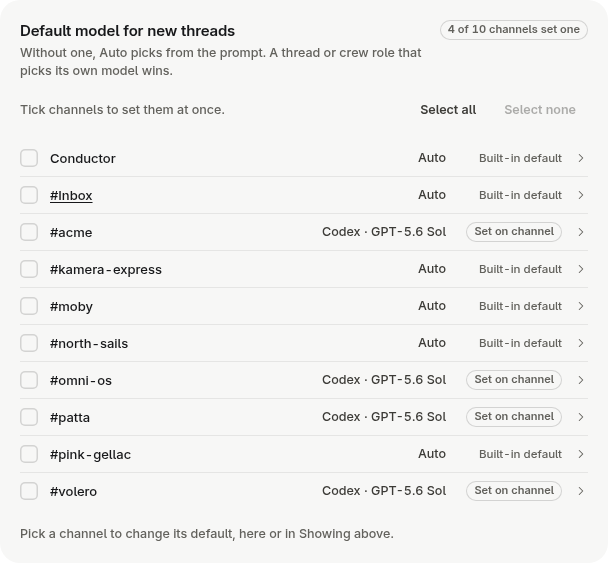 Default model for new threads
4 of 10 channels set one
Without one, Auto picks from the prompt. A thread or crew role that
picks its own model wins.
Tick channels to set them at once.
Select all
Select none
Conductor Auto Built-in default
#Inbox Auto Built-in default
#acme Codex · GPT-5.6 Sol Set on channel
#kamera-express Auto Built-in default
#moby Auto Built-in default
#north-sails Auto Built-in default
#omni-os Codex · GPT-5.6 Sol Set on channel
#patta Codex · GPT-5.6 Sol Set on channel
#pink-gellac Auto Built-in default
#volero Codex · GPT-5.6 Sol Set on channel
Pick a channel to change its default, here or in Showing above.